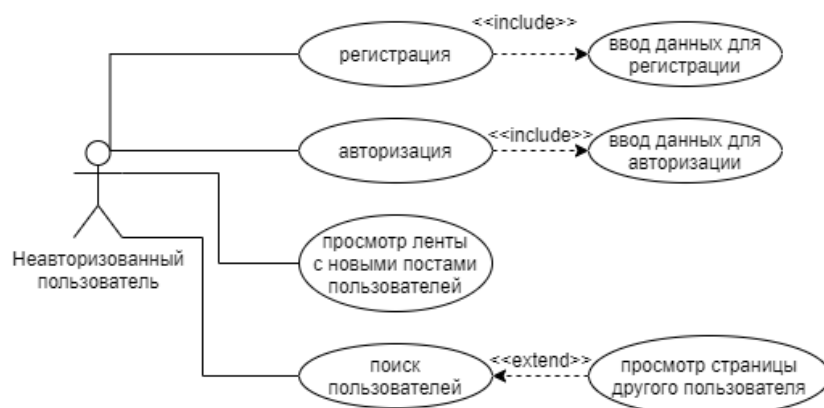 регистрация
<<include>>
ввод данных для
регистрации
авторизация
<<include>>
ввод данных для
авторизации
Неавторизованный
пользователь
просмотр ленты
с новыми постами
пользователей
поиск
пользователей
<<extend>>
просмотр страницы
другого пользователя